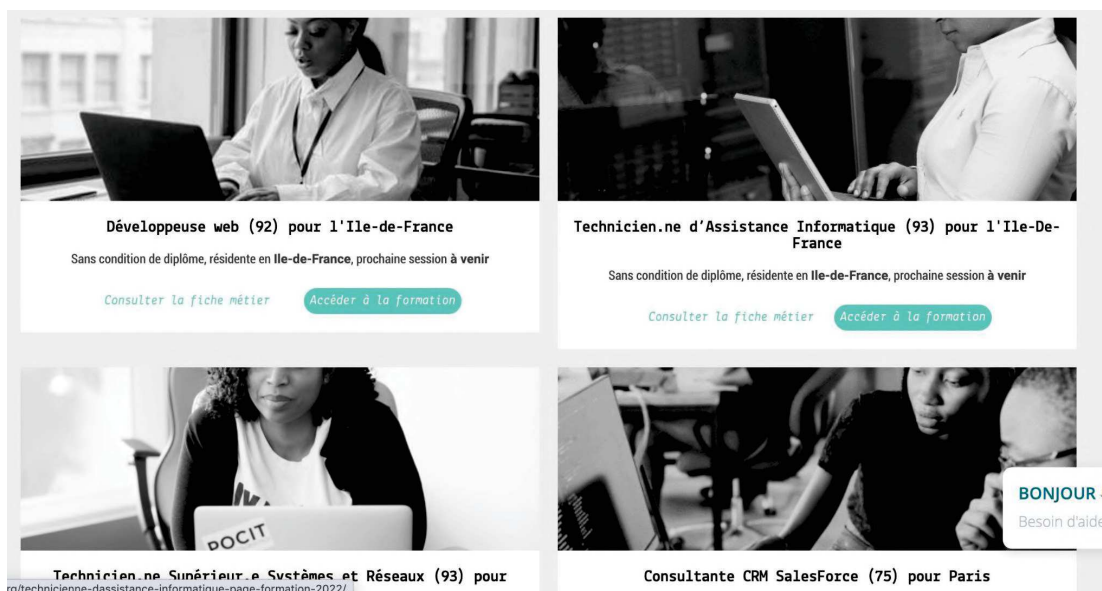 Développeuse web (92) pour l'Ile-de-France
Sans condition de diplôme, résidente en Ile-de-France, prochaine session à venir
Consulter la fiche métier
Accéder à la formation
Technicien.ne d’Assistance Informatique (93) pour l'Ile-De-
France
Sans condition de diplôme, résidente en Ile-de-France, prochaine session à venir
Consulter la fiche métier
Accéder à la formation
POCIT
Technicien.ne Supérieur.e Systèmes et Réseaux (93) pour
Consultante CRM SalesForce (75) pour Paris
BONJOUR
Besoin d'aide
rg/technicienne-dassistance-informatique-page-formation-2022/